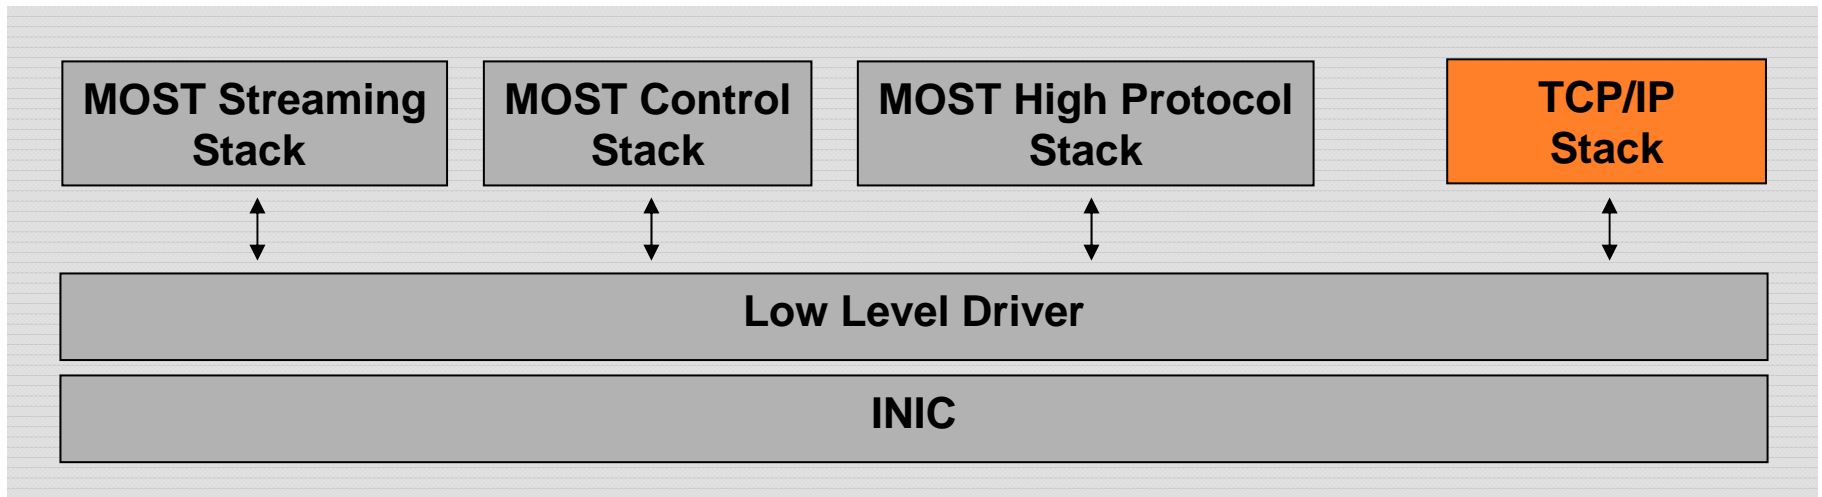 MOST Streaming
Stack
MOST Control
Stack
MOST High Protocol
Stack
TCP/IP
Stack
Low Level Driver
INIC